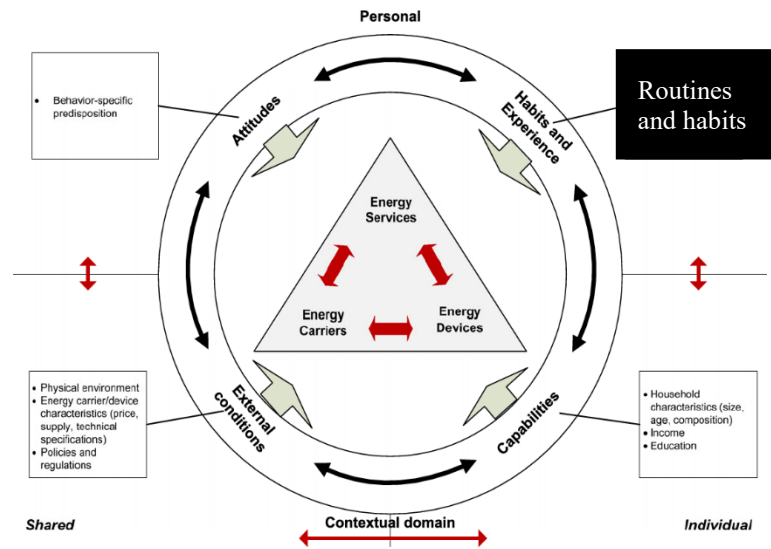 Personal
• Behavior-specific
predisposition
Attitudes
Habits and
Experience
Routines
and habits
Energy
Services
Energy
Carriers
Energy
Devices
• Physical environment
• Energy carrier/device
characteristics (price,
supply, technical
specifications)
• Policies and
regulations
External
conditions
Capabilities
• Household
characteristics (size,
age, composition)
• Income
• Education
Shared
Contextual domain
Individual